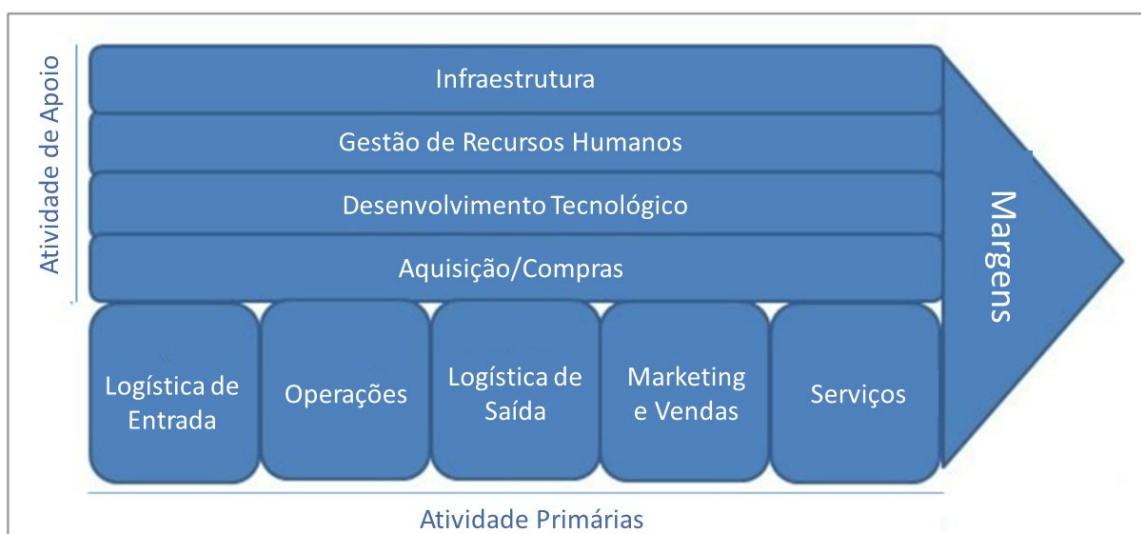 Atividade de Apoio
Infraestrutura
Gestão de Recursos Humanos
Desenvolvimento Tecnológico
Aquisição/Compras
Logística de
Entrada
Operações
Logística de
Saída
Marketing
e Vendas
Serviços
Margens
Atividade Primárias